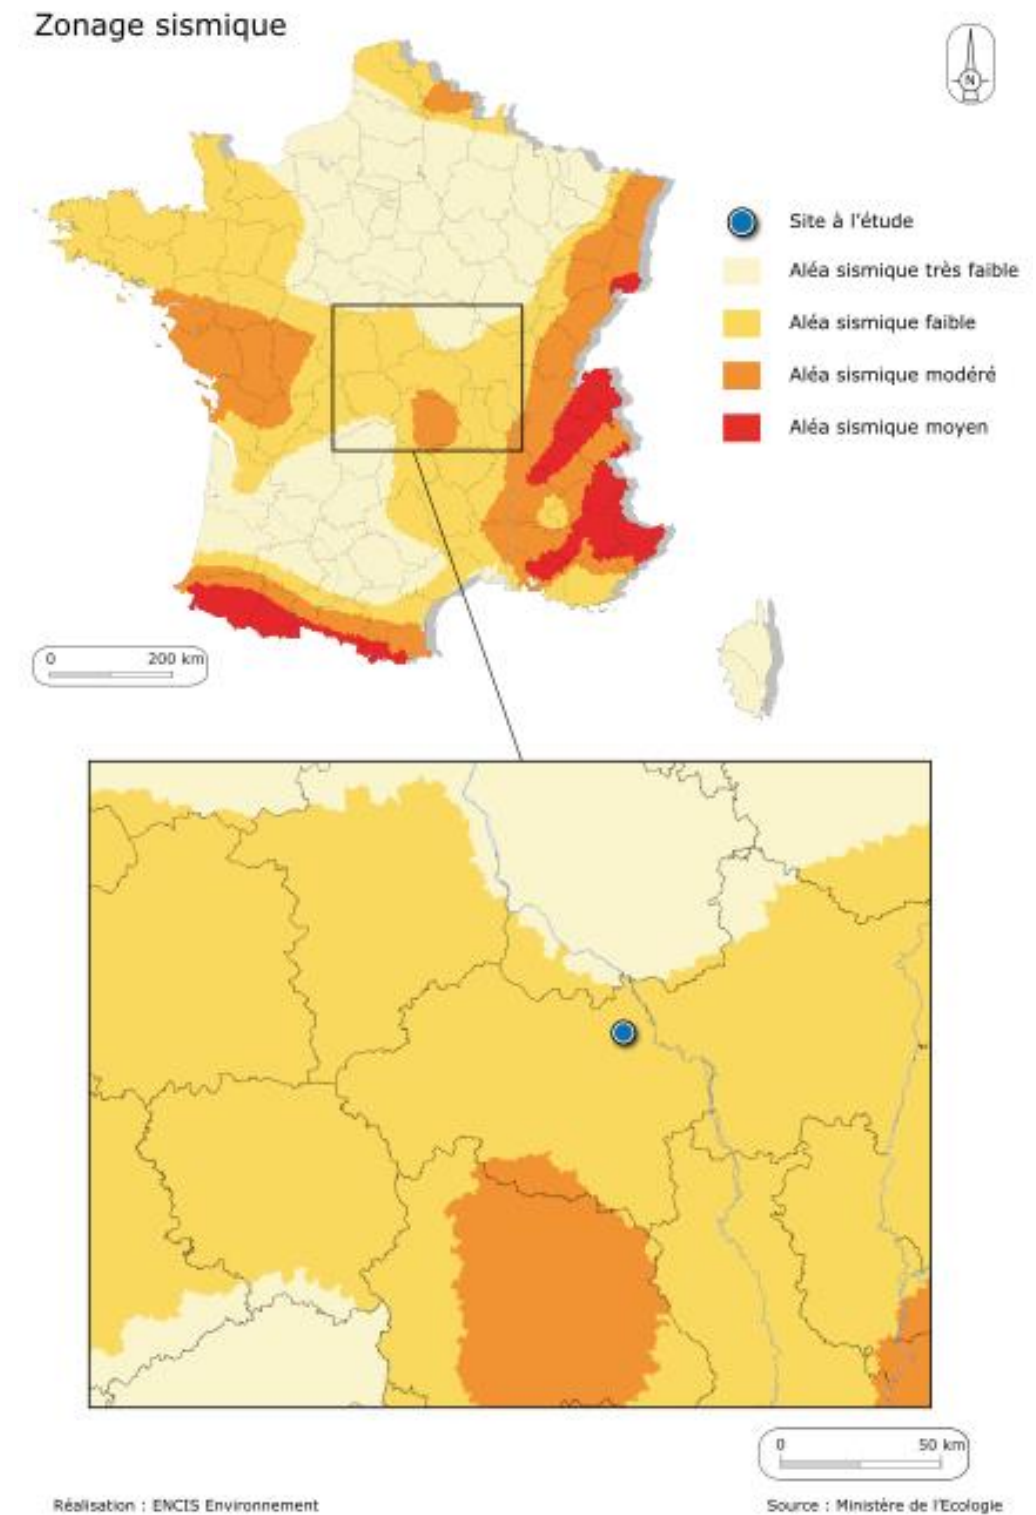 Zonage sismique
N
Site à l'étude
Aléa sismique très faible
Aléa sismique faible
Aléa sismique modéré
Aléa sismique moyen
0 200 km
0 50 km
Réalisation : ENCIS Environnement
Source : Ministère de l'Ecologie